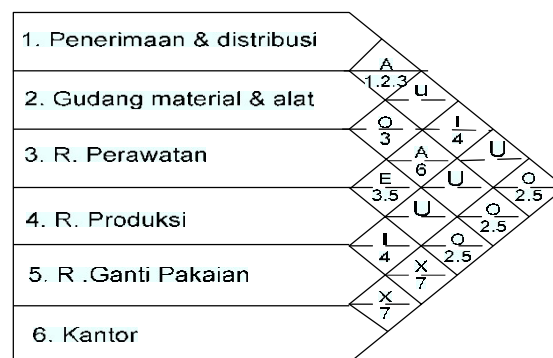 1. Penerimaan & distribusi
2. Gudang material & alat
3. R. Perawatan
4. R. Produksi
5. R .Ganti Pakaian
6. Kantor
A
1.2.3
O
3
E
3.5
I
4
X
7
u
A
6
U
X
7
I
4
U
O
2.5
U
O
2.5
O
2.5